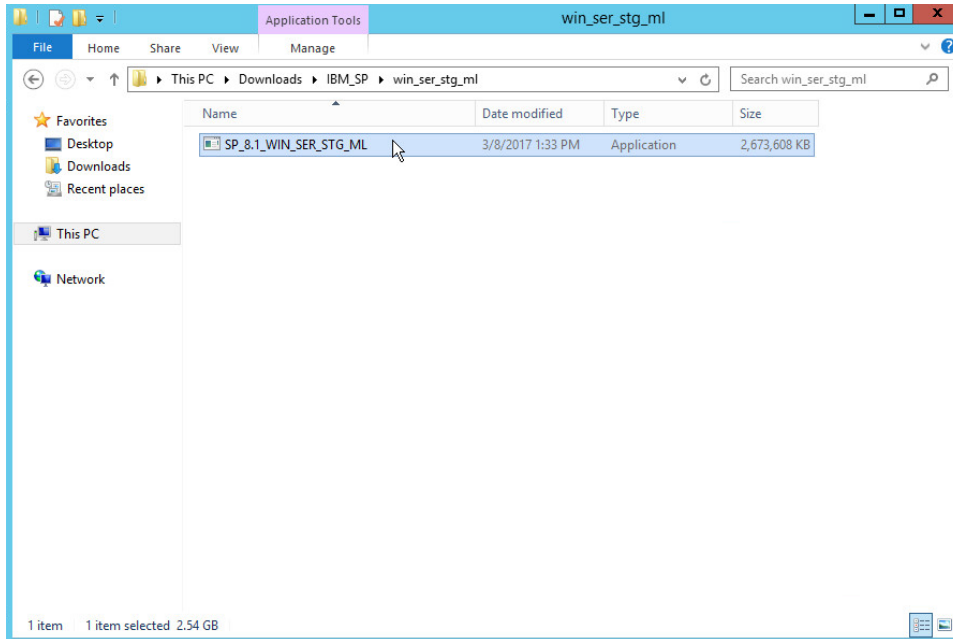 Application Tools
win_ser_stg_ml
File Home Share View Manage
This PC Downloads IBM_SP win_ser_stg_ml
Search win_ser_stg_ml
Name Date modified Type Size
SP_8.1_WIN_SER_STG_ML 3/8/2017 1:33 PM Application 2,673,608 KB
Favorites
Desktop
Downloads
Recent places
This PC
Network
1 item 1 item selected 2.54 GB